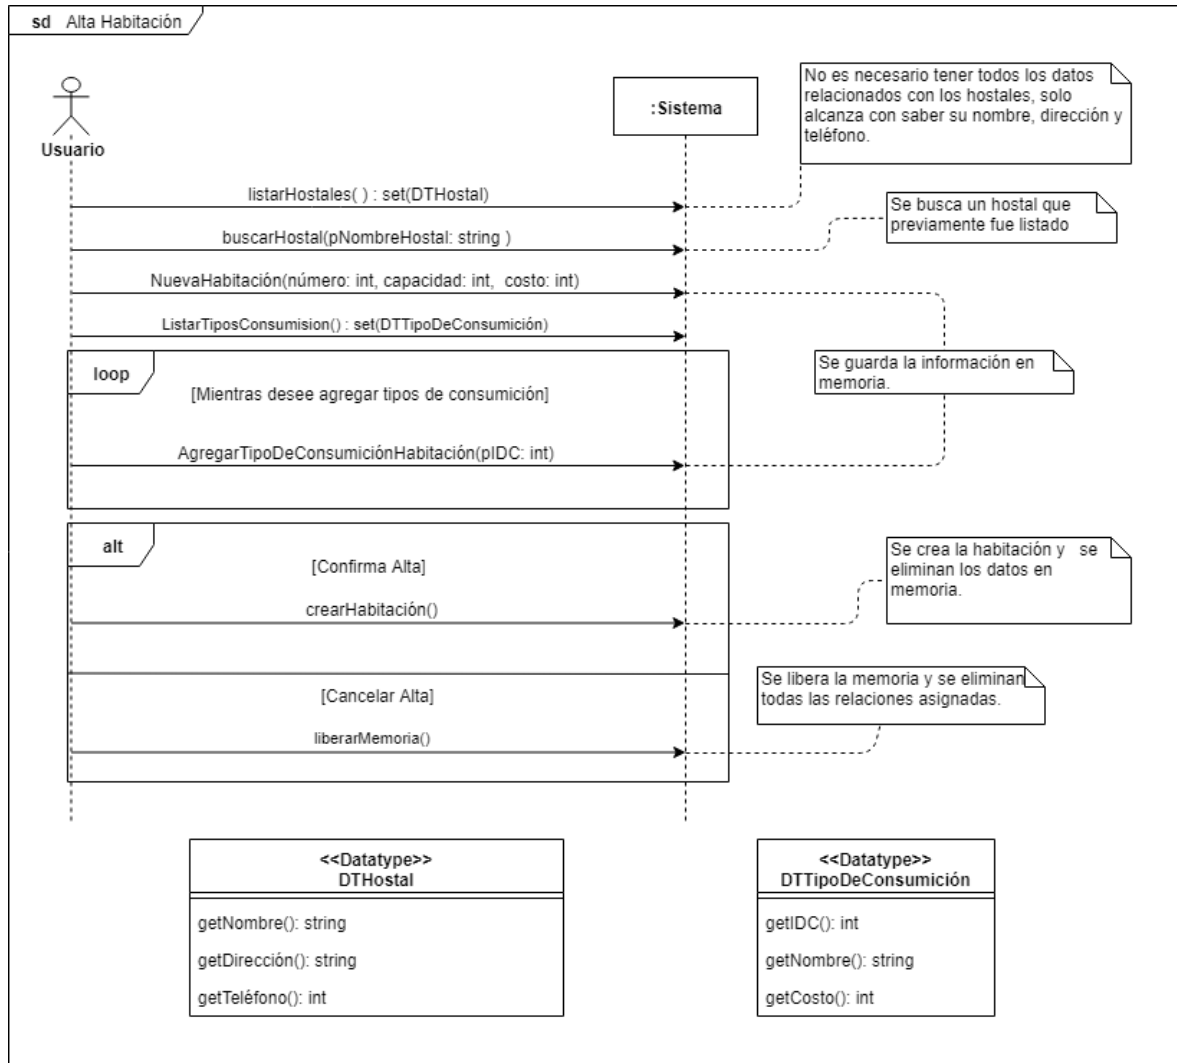 sd Alta Habitación
Usuario
:Sistema
No es necesario tener todos los datos
relacionados con los hostales, solo
alcanza con saber su nombre, dirección y
teléfono.
listarHostales( ) : set(DTHostal)
Se busca un hostal que
previamente fue listado
buscarHostal(pNombreHostal: string )
NuevaHabitación(número: int, capacidad: int, costo: int)
ListarTiposConsumision() : set(DTTipoDeConsumición)
loop
[Mientras desee agregar tipos de consumición]
Se guarda la información en
memoria.
AgregarTipoDeConsumiciónHabitación(pIDC: int)
alt
[Confirma Alta]
Se crea la habitación y se
eliminan los datos en
memoria.
crearHabitación()
[Cancelar Alta]
Se libera la memoria y se eliminan
todas las relaciones asignadas.
liberarMemoria()
<<Datatype>>
DTHostal
getNombre(): string
getDirección(): string
getTeléfono(): int
<<Datatype>>
DTTipoDeConsumición
getIDC(): int
getNombre(): string
getCosto(): int